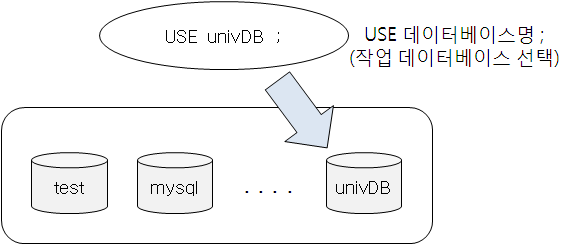 USE univDB ;
USE 데이터베이스명 ;
(작업 데이터베이스 선택)
test
mysql
. . . .
univDB